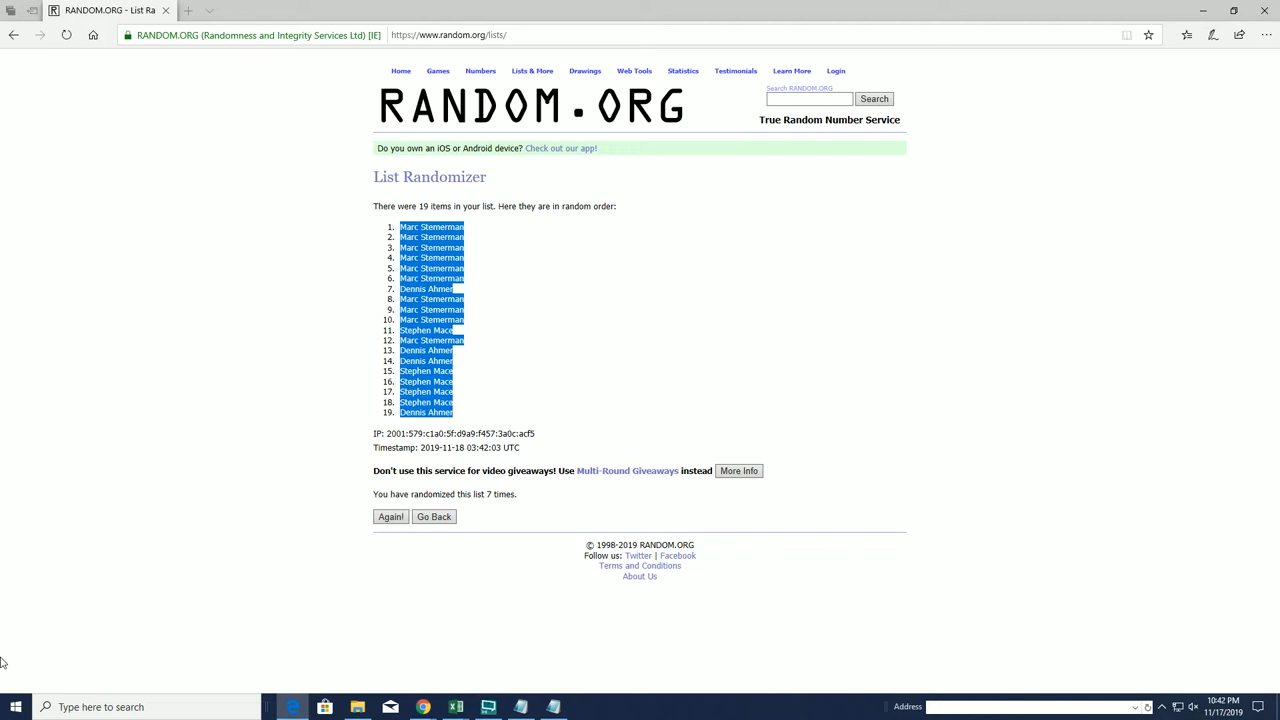 RANDOM.ORG - List Ra
RANDOM.ORG (Randomness and Integrity Services Ltd) [IE]
https://www.random.org/lists/
Home Games Numbers Lists & More Drawings Web Tools Statistics Testimonials Learn More Login
RANDOM.ORG
Search RANDOM.ORG
Search
True Random Number Service
Do you own an iOS or Android device? Check out our app!
List Randomizer
There were 19 items in your list. Here they are in random order:
1. Marc Stemerman
2. Marc Stemerman
3. Marc Stemerman
4. Marc Stemerman
5. Marc Stemerman
6. Marc Stemerman
7. Dennis Ahmer
8. Marc Stemerman
9. Marc Stemerman
10. Marc Stemerman
11. Stephen Mace
12. Marc Stemerman
13. Dennis Ahmer
14. Dennis Ahmer
15. Stephen Mace
16. Stephen Mace
17. Stephen Mace
18. Stephen Mace
19. Dennis Ahmer
IP: 2001:579:c1a0:5f:d9a9:f457:3a0c:acf5
Timestamp: 2019-11-18 03:42:03 UTC
Don't use this service for video giveaways! Use Multi-Round Giveaways instead More Info
You have randomized this list 7 times.
Again! Go Back
© 1998-2019 RANDOM.ORG
Follow us: Twitter | Facebook
Terms and Conditions
About Us
Type here to search
Address
10:42 PM
11/17/2019